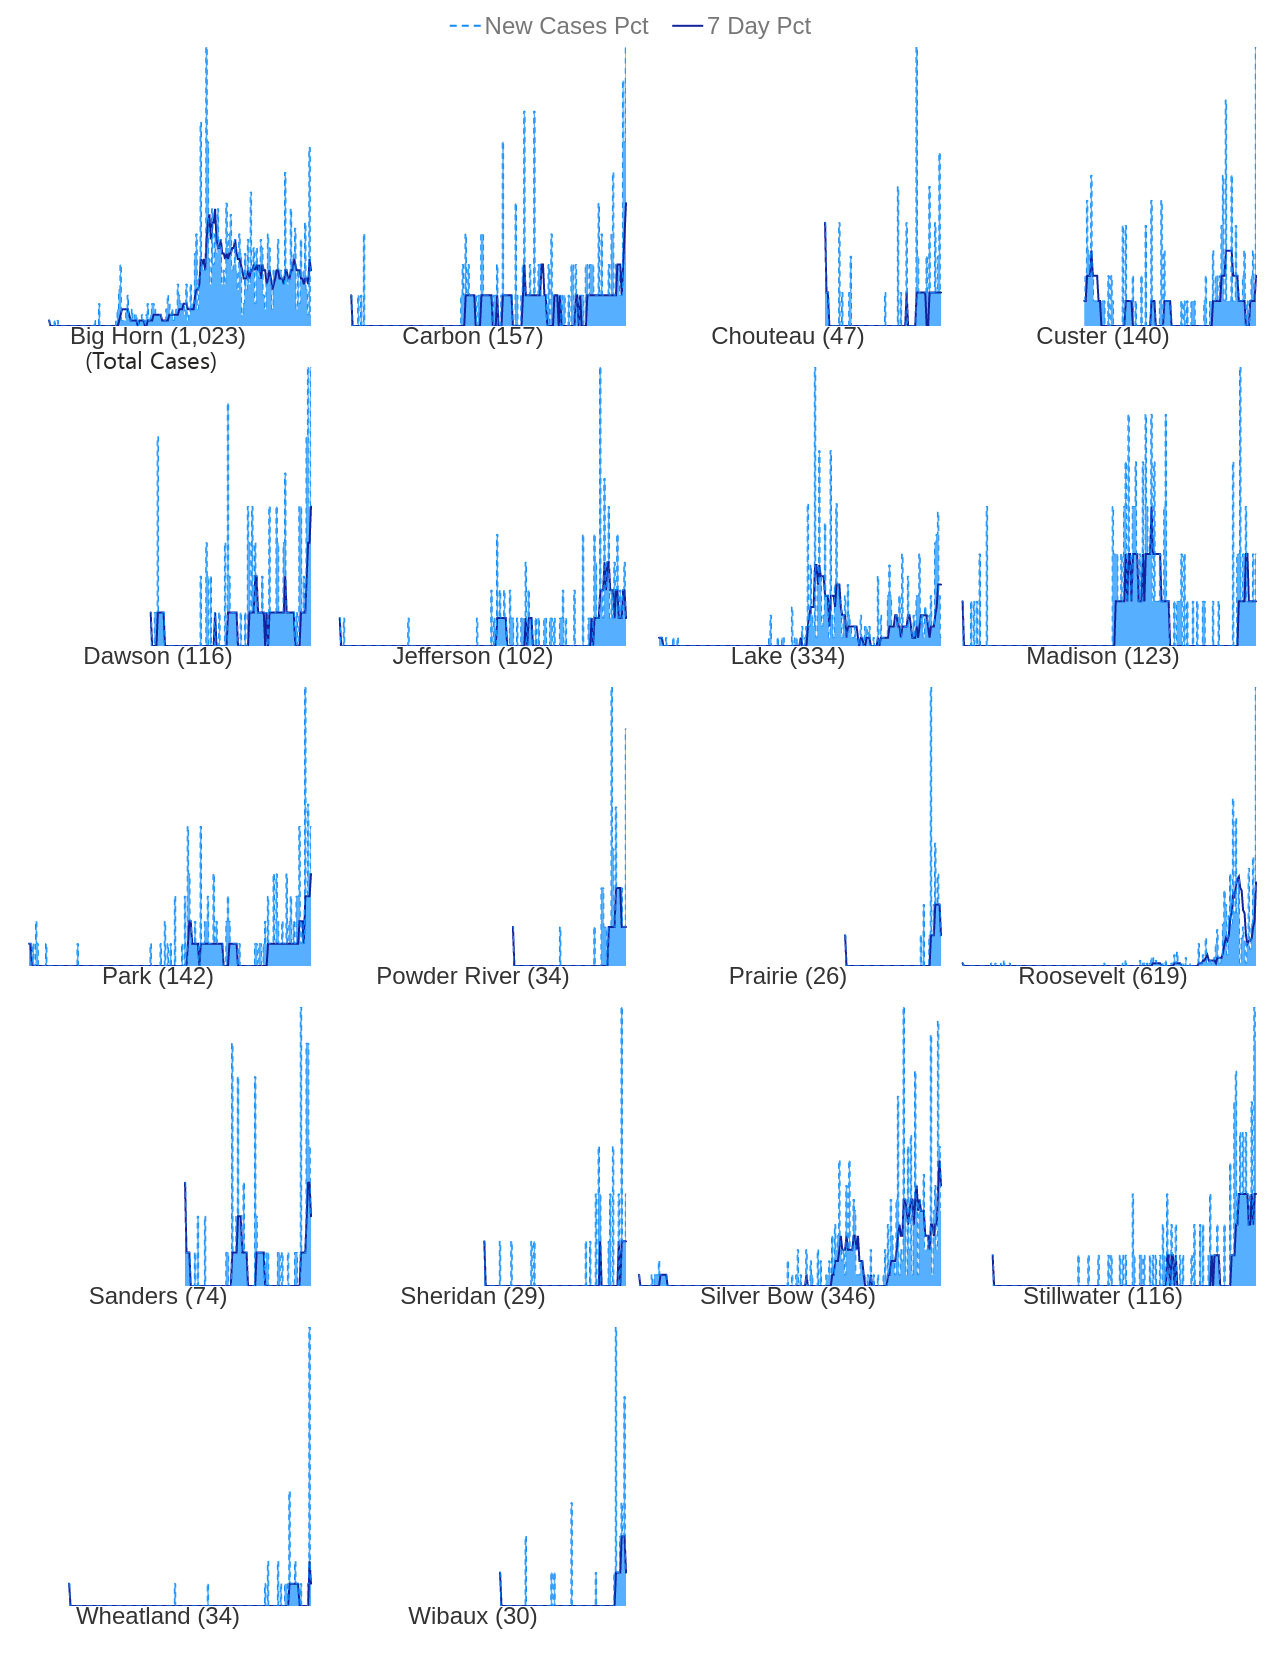 New Cases Pct 7 Day Pct
Big Horn (1,023) Carbon (157) Chouteau (47) Custer (140)
(Total Cases)
Dawson (116) Jefferson (102) Lake (334) Madison (123)
Park (142) Powder River (34) Prairie (26) Roosevelt (619)
Sanders (74) Sheridan (29) Silver Bow (346) Stillwater (116)
Wheatland (34) Wibaux (30)